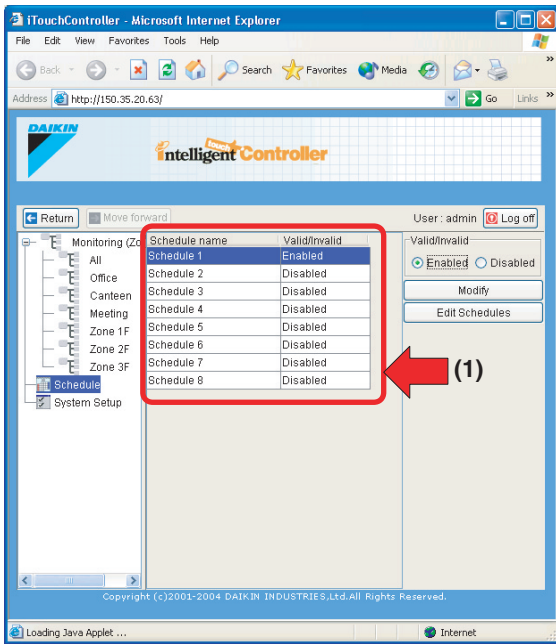 iTouchController - Microsoft Internet Explorer
File Edit View Favorites Tools Help
Back Search Favorites Media
Address http://150.35.20.63/ Go Links
DAIKIN
intelligent touch Controller
Return Move forward User : admin Log off
Monitoring (Zo
All
Office
Canteen
Meeting
Zone 1F
Zone 2F
Zone 3F
Schedule
System Setup
Schedule name Valid/Invalid
Schedule 1 Enabled
Schedule 2 Disabled
Schedule 3 Disabled
Schedule 4 Disabled
Schedule 5 Disabled
Schedule 6 Disabled
Schedule 7 Disabled
Schedule 8 Disabled
Valid/Invalid
Enabled Disabled
Modify
Edit Schedules
(1)
Copyright (c)2001-2004 DAIKIN INDUSTRIES,Ltd.All Rights Reserved.
Loading Java Applet ... Internet